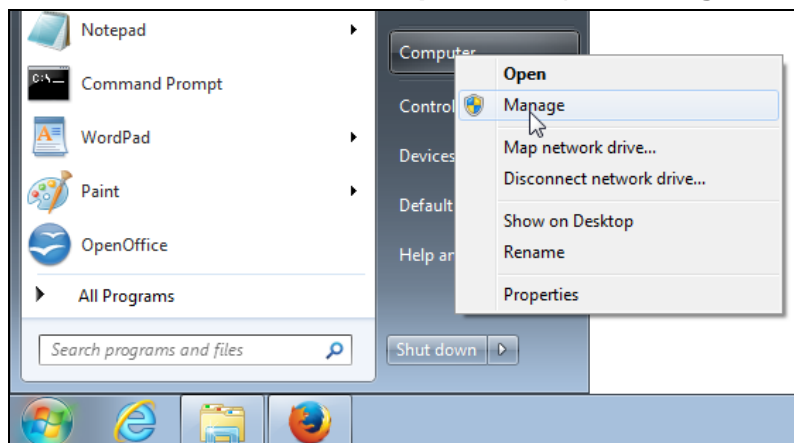 Notepad
C:\
Command Prompt
WordPad
Paint
OpenOffice
All Programs
Search programs and files
Computer
Control
Devices
Default
Help an
Shut down
Open
Manage
Map network drive...
Disconnect network drive...
Show on Desktop
Rename
Properties